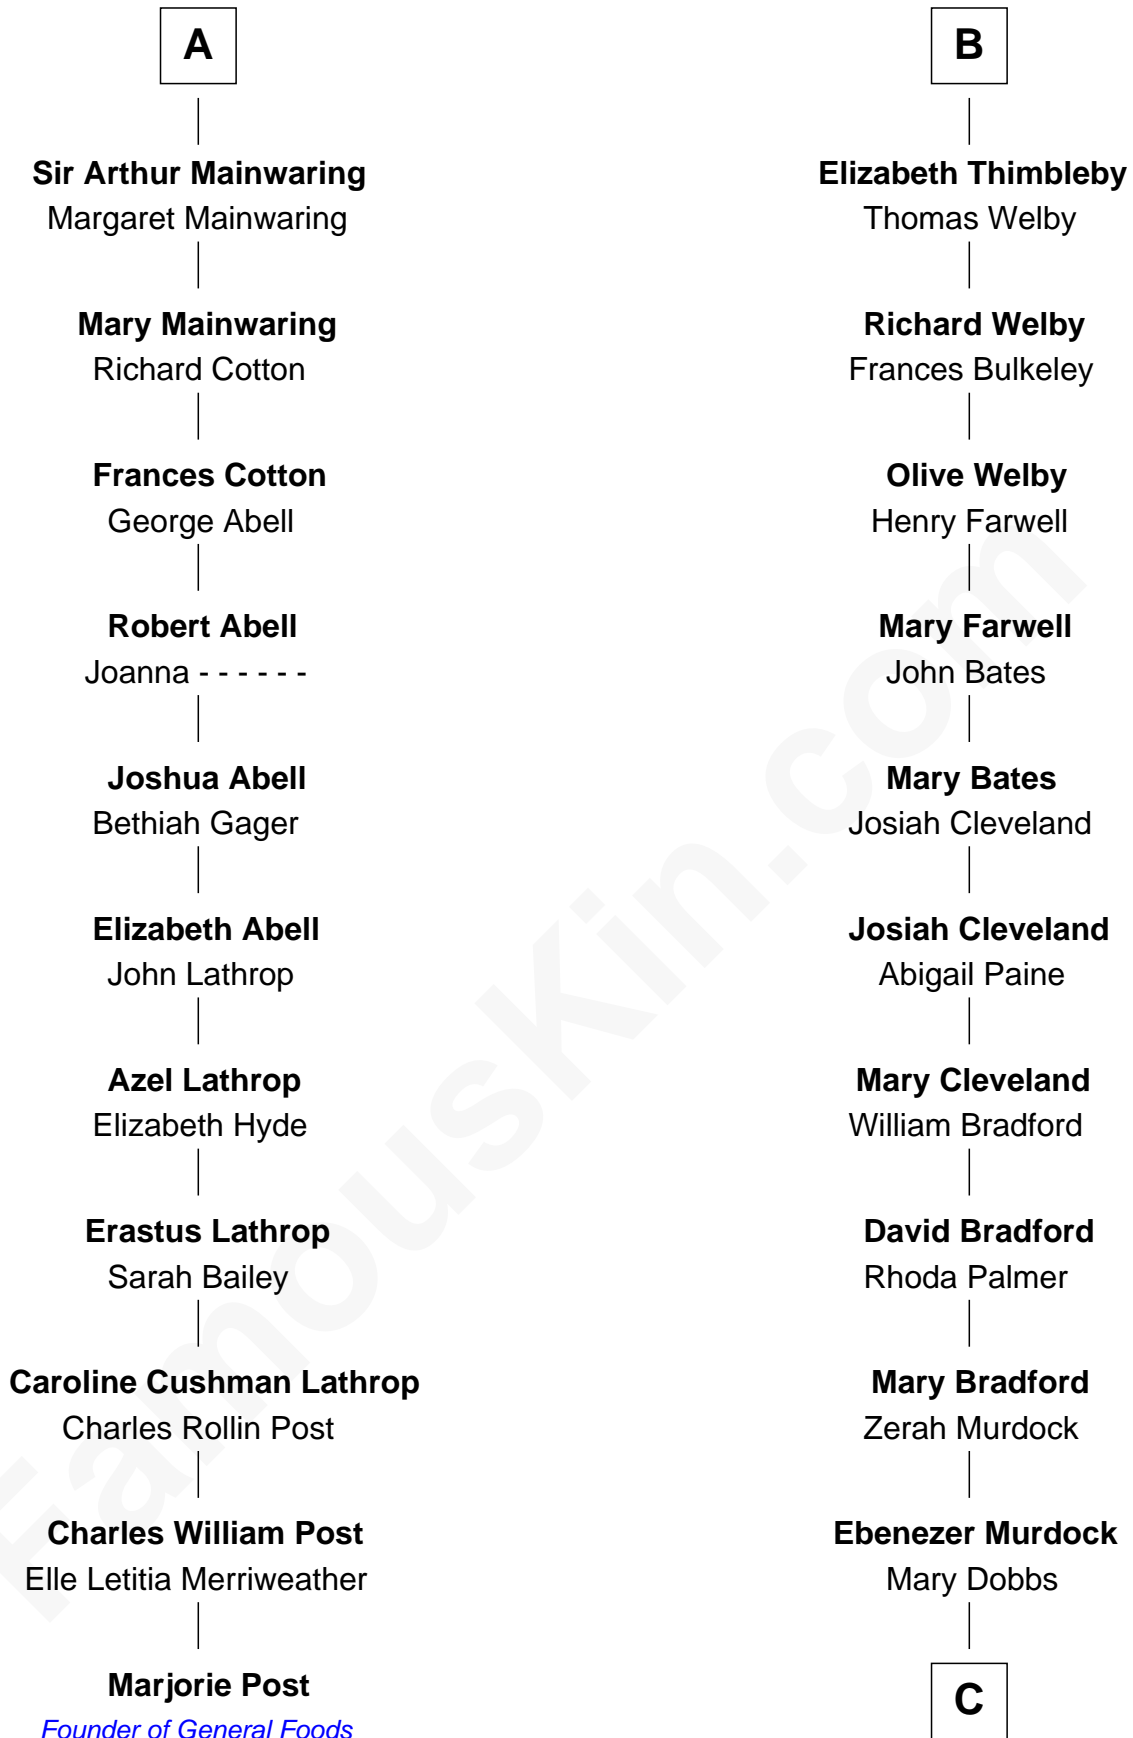 A
Sir Arthur Mainwaring
Margaret Mainwaring
Mary Mainwaring
Richard Cotton
Frances Cotton
George Abell
Robert Abell
Joanna - - - - - -
Joshua Abell
Bethiah Gager
Elizabeth Abell
John Lathrop
Azel Lathrop
Elizabeth Hyde
Erastus Lathrop
Sarah Bailey
Caroline Cushman Lathrop
Charles Rollin Post
Charles William Post
Elle Letitia Merriweather
Marjorie Post
Founder of General Foods
B
Elizabeth Thimbleby
Thomas Welby
Richard Welby
Frances Bulkeley
Olive Welby
Henry Farwell
Mary Farwell
John Bates
Mary Bates
Josiah Cleveland
Josiah Cleveland
Abigail Paine
Mary Cleveland
William Bradford
David Bradford
Rhoda Palmer
Mary Bradford
Zerah Murdock
Ebenezer Murdock
Mary Dobbs
C
FamousKin.com